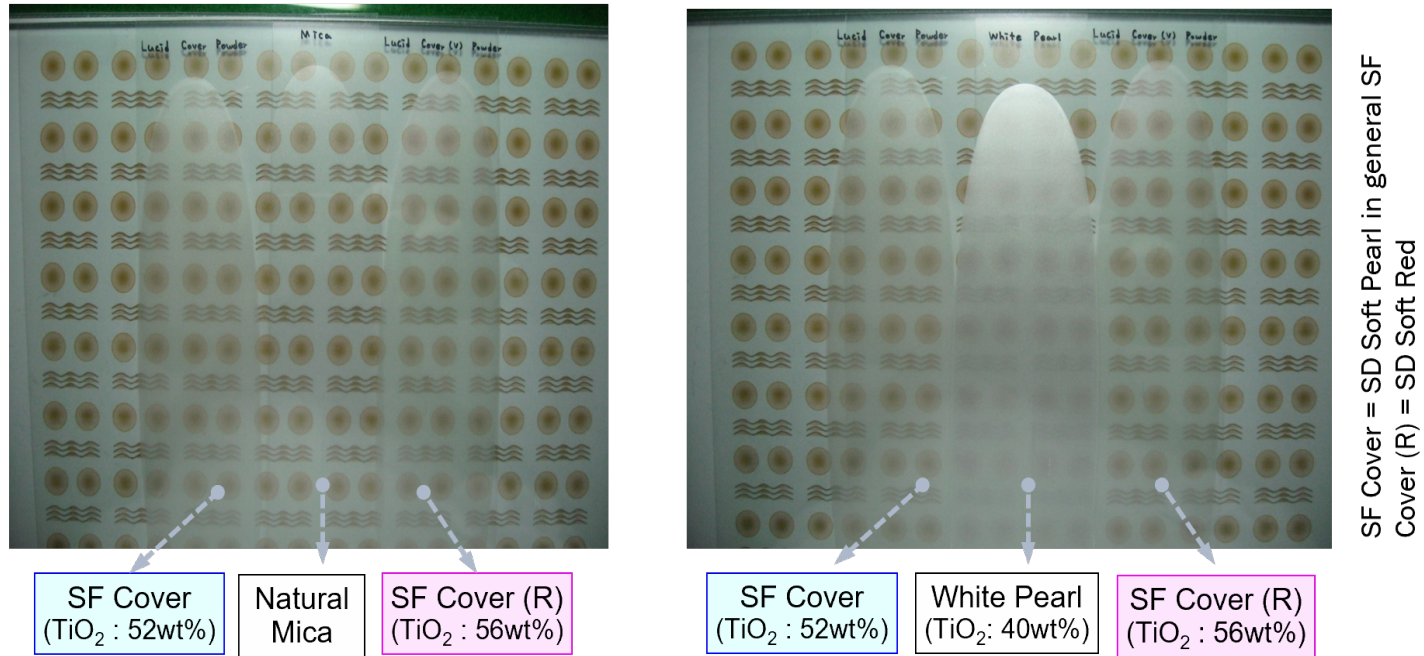 Lucid Cover Powder
Mica
Lucid Cover (V) Powder
Lucid Cover Powder
White Pearl
Lucid Cover (V) Powder
SF Cover
(TiO₂ : 52wt%)
Natural
Mica
SF Cover (R)
(TiO₂ : 56wt%)
SF Cover
(TiO₂ : 52wt%)
White Pearl
(TiO₂: 40wt%)
SF Cover (R)
(TiO₂ : 56wt%)
SF Cover = SD Soft Pearl in general SF
Cover (R) = SD Soft Red